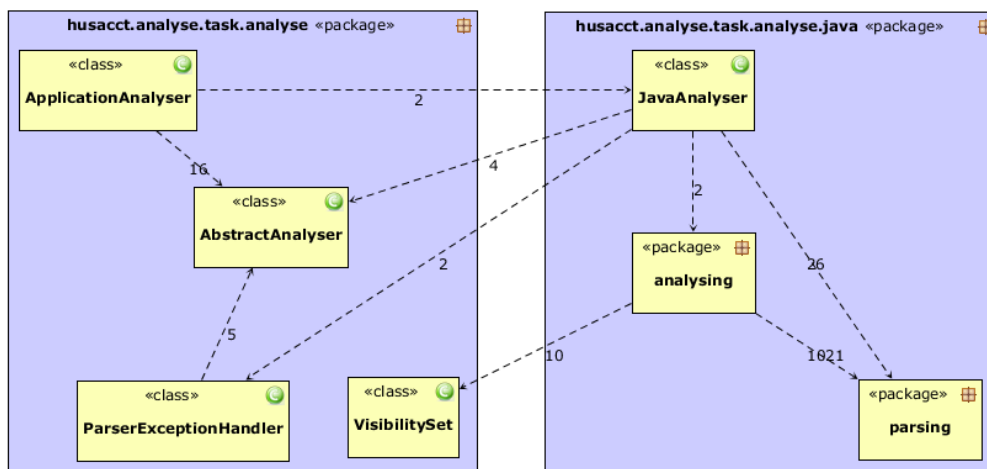 husacct.analyse.task.analyse «package»
«class» C
ApplicationAnalyser
16
«class» C
AbstractAnalyser
5
«class» C
ParserExceptionHandler
«class» C
VisibilitySet
2
4
2
10
husacct.analyse.task.analyse.java «package»
«class» C
JavaAnalyser
2
26
«package»
analysing
1021
«package»
parsing